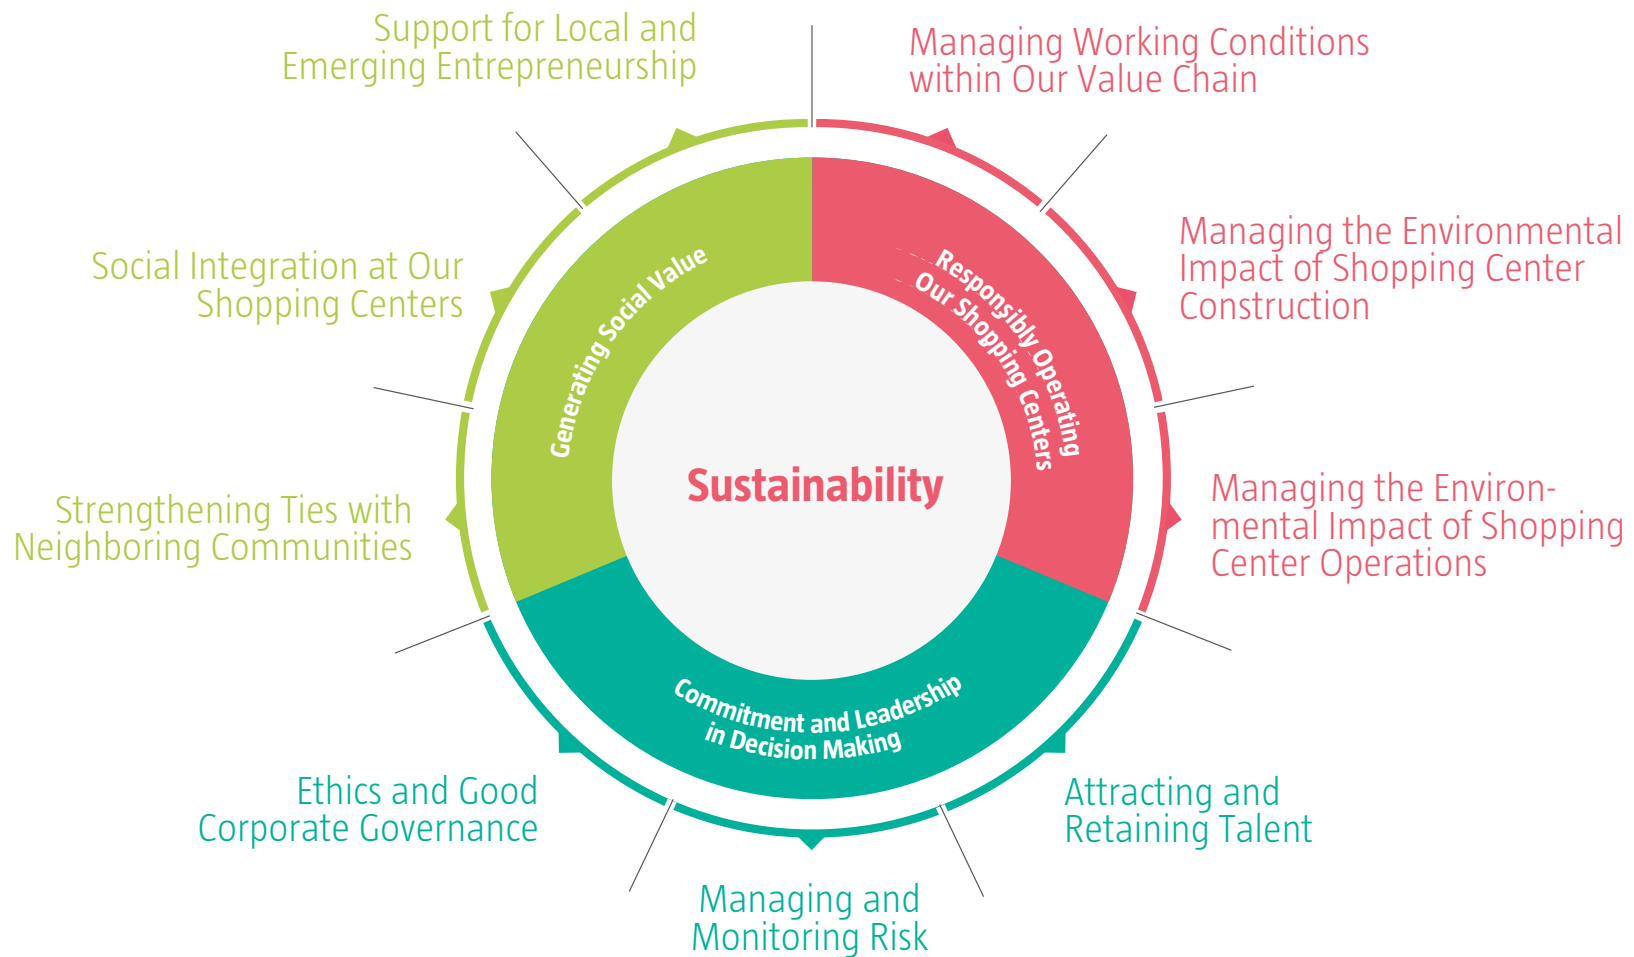 Support for Local and
Emerging Entrepreneurship
Managing Working Conditions
within Our Value Chain
Social Integration at Our
Shopping Centers
Managing the Environmental
Impact of Shopping Center
Construction
Generating Social Value
Responsibly Operating
Our Shopping Centers
Sustainability
Strengthening Ties with
Neighboring Communities
Managing the Environ-
mental Impact of Shopping
Center Operations
Commitment and Leadership
in Decision Making
Ethics and Good
Corporate Governance
Attracting and
Retaining Talent
Managing and
Monitoring Risk